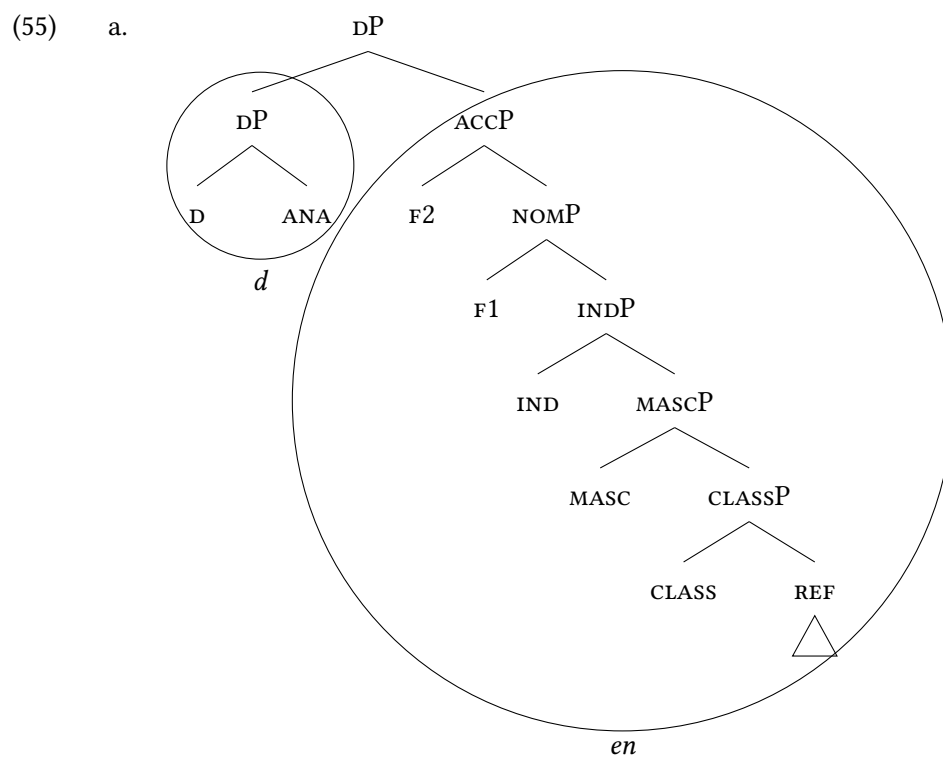 (55) a. DP
DP ACCP
D ANA F2 NOMP
d F1 INDP
IND MASCP
MASC CLASSP
CLASS REF
en